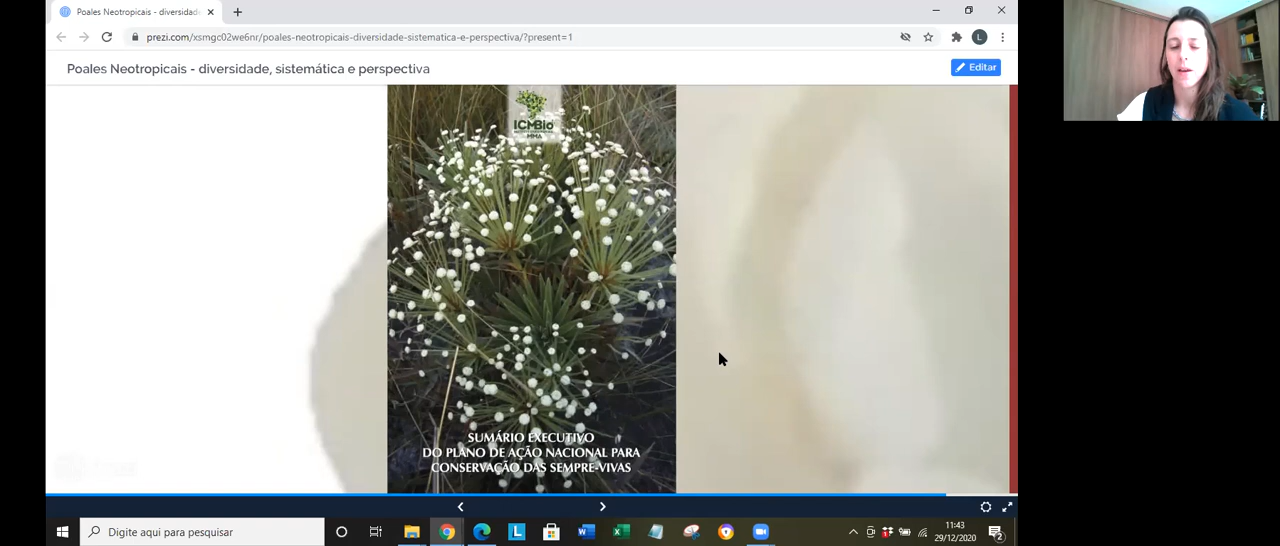 Poales Neotropicais - diversidade
prezi.com/xsmgc02we6nr/poales-neotropicais-diversidade-sistematica-e-perspectiva/?present=1
L
Poales Neotropicais - diversidade, sistemática e perspectiva
Editar
ICMBio
MMA
SUMÁRIO EXECUTIVO
DO PLANO DE AÇÃO NACIONAL PARA
CONSERVAÇÃO DAS SEMPRE-VIVAS
Digite aqui para pesquisar
11:43
29/12/2020
2